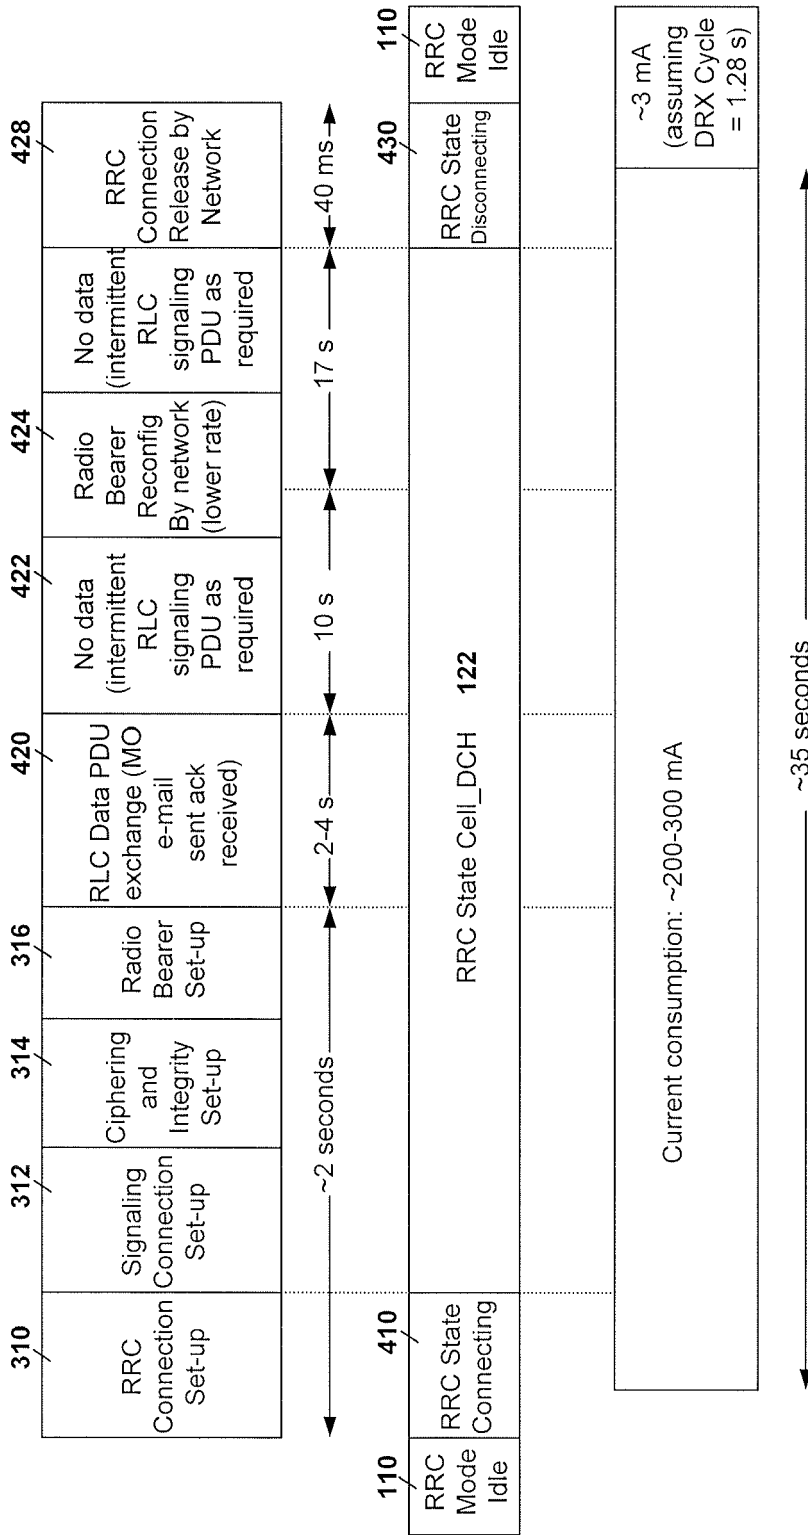 310
312
314
316
420
422
424
428
RRC
Connection
Set-up
Signaling
Connection
Set-up
Ciphering
and
Integrity
Set-up
Radio
Bearer
Set-up
RLC Data PDU
exchange (MO
e-mail
sent ack
received)
No data
(intermittent
RLC
signaling
PDU as
required
Radio
Bearer
Reconfig
By network
(lower rate)
No data
(intermittent
RLC
signaling
PDU as
required
RRC
Connection
Release by
Network
~2 seconds
2-4 s
10 s
17 s
40 ms
110
410
430
110
RRC
Mode
Idle
RRC State
Connecting
RRC State Cell_DCH 122
RRC State
Disconnecting
RRC
Mode
Idle
Current consumption: ~200-300 mA
~3 mA
(assuming
DRX Cycle
= 1.28 s)
~35 seconds